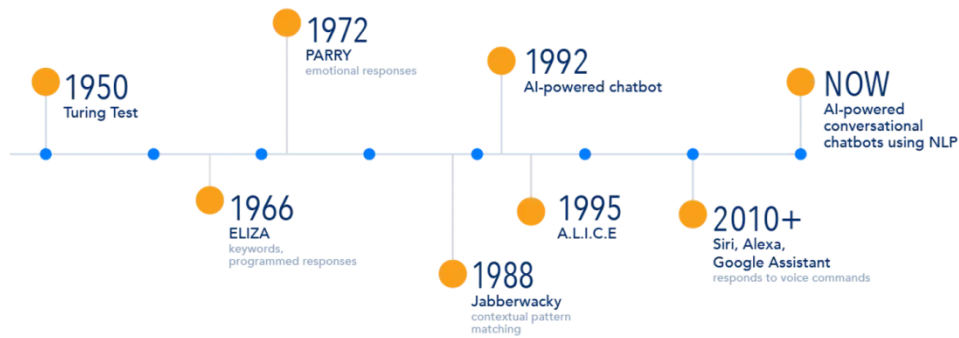 1950
Turing Test
1966
ELIZA
keywords,
programmed responses
1972
PARRY
emotional responses
1988
Jabberwacky
contextual pattern
matching
1992
AI-powered chatbot
1995
A.L.I.C.E
2010+
Siri, Alexa,
Google Assistant
responds to voice commands
NOW
AI-powered
conversational
chatbots using NLP